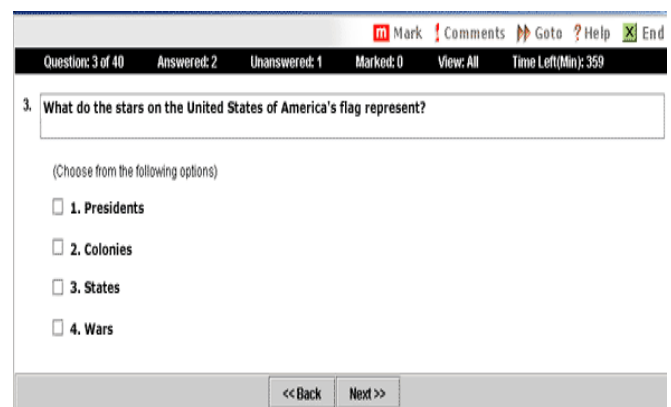 m Mark ! Comments Goto ? Help X End
Question: 3 of 40 Answered: 2 Unanswered: 1 Marked: 0 View: All Time Left(Min): 359
3. What do the stars on the United States of America's flag represent?
(Choose from the following options)
1. Presidents
2. Colonies
3. States
4. Wars
<< Back Next >>